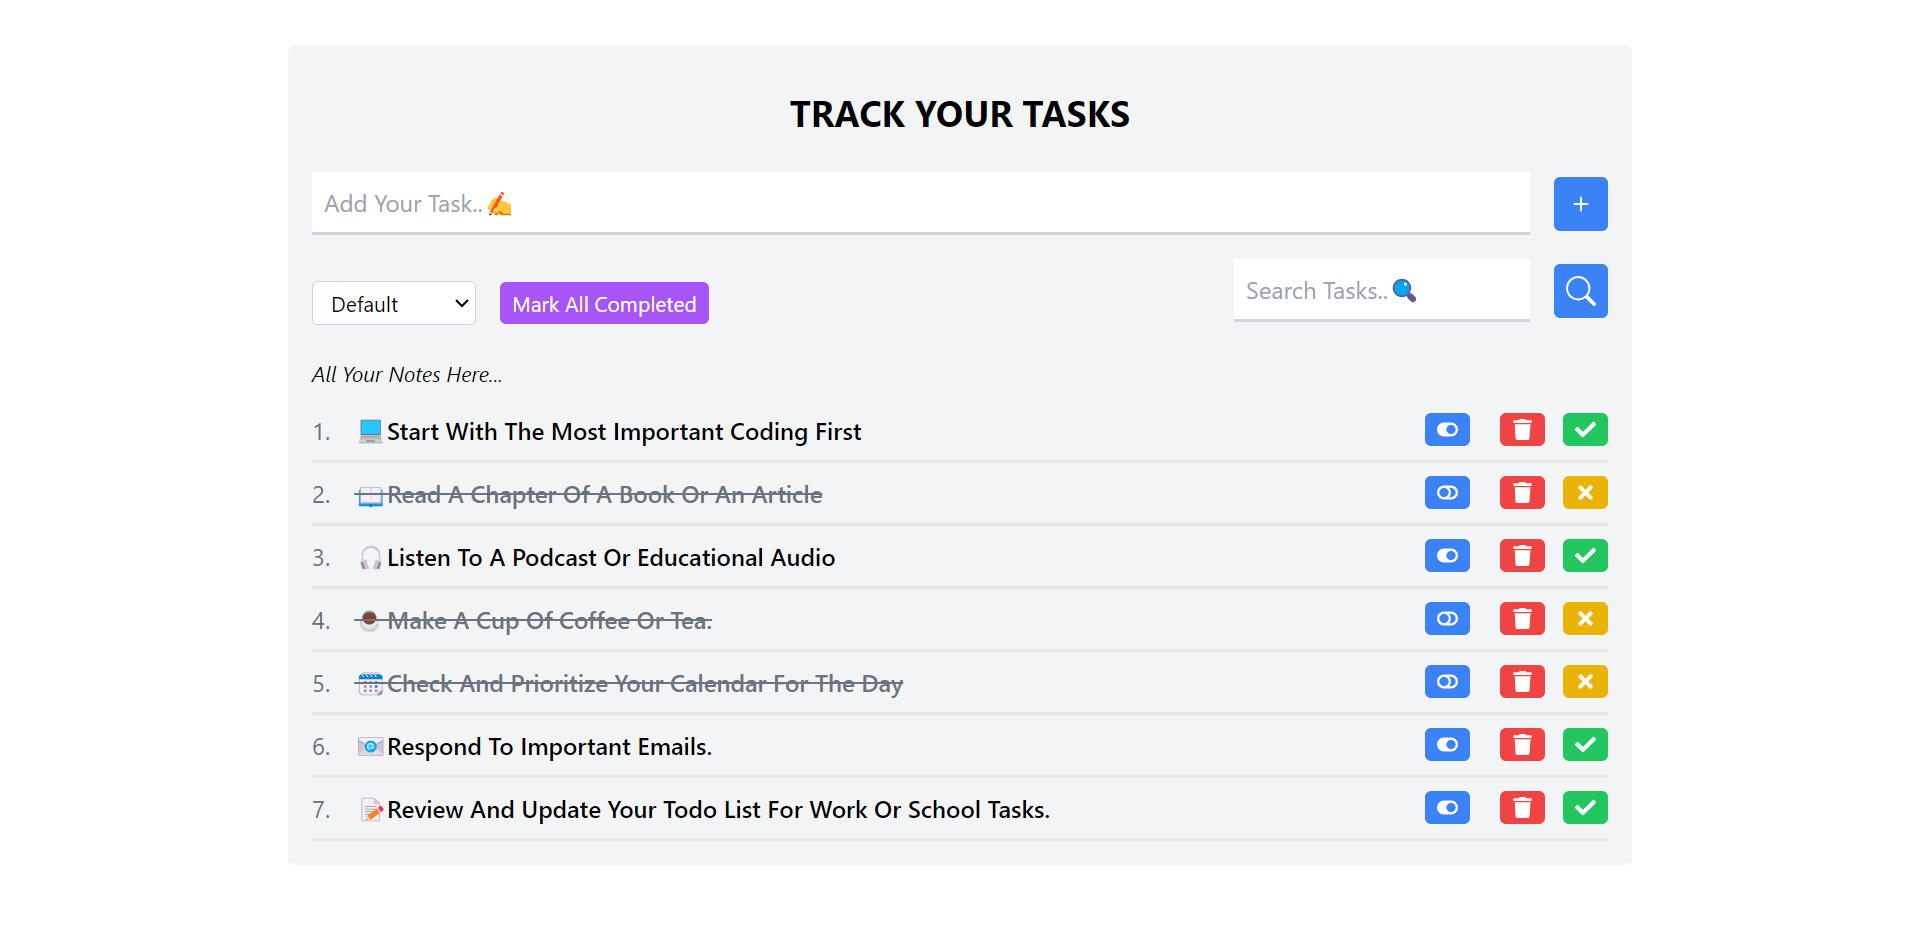 TRACK YOUR TASKS
Add Your Task..✍️
Default
Mark All Completed
Search Tasks..🔍
All Your Notes Here...
1. 💻Start With The Most Important Coding First
2. 📖Read A Chapter Of A Book Or An Article
3. 🎧Listen To A Podcast Or Educational Audio
4. ☕Make A Cup Of Coffee Or Tea.
5. 🗓️Check And Prioritize Your Calendar For The Day
6. 📧Respond To Important Emails.
7. 📝Review And Update Your Todo List For Work Or School Tasks.